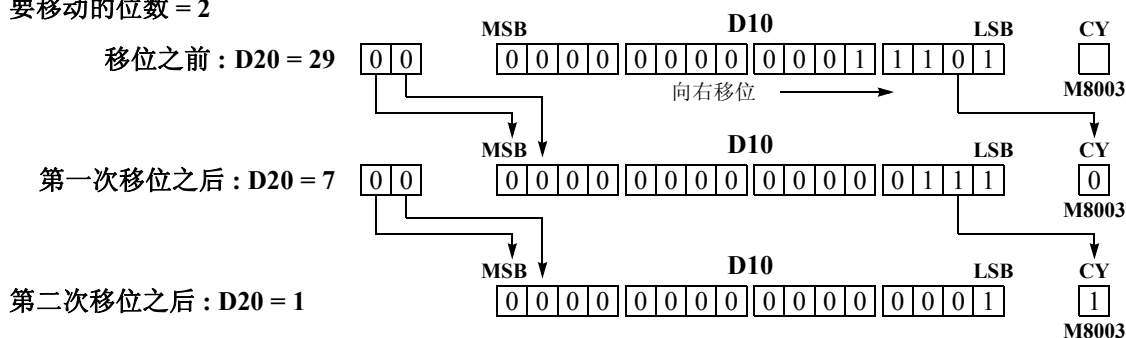 要移动的位数 = 2
MSB D10 LSB CY
移位之前 : D20 = 29 0 0 0 0 0 0 0 0 0 0 0 0 0 1 1 1 0 1
向右移位 M8003
MSB D10 LSB CY
第一次移位之后 : D20 = 7 0 0 0 0 0 0 0 0 0 0 0 0 0 0 0 1 1 1 0
M8003
MSB D10 LSB CY
第二次移位之后 : D20 = 1 0 0 0 0 0 0 0 0 0 0 0 0 0 0 0 1 1
M8003